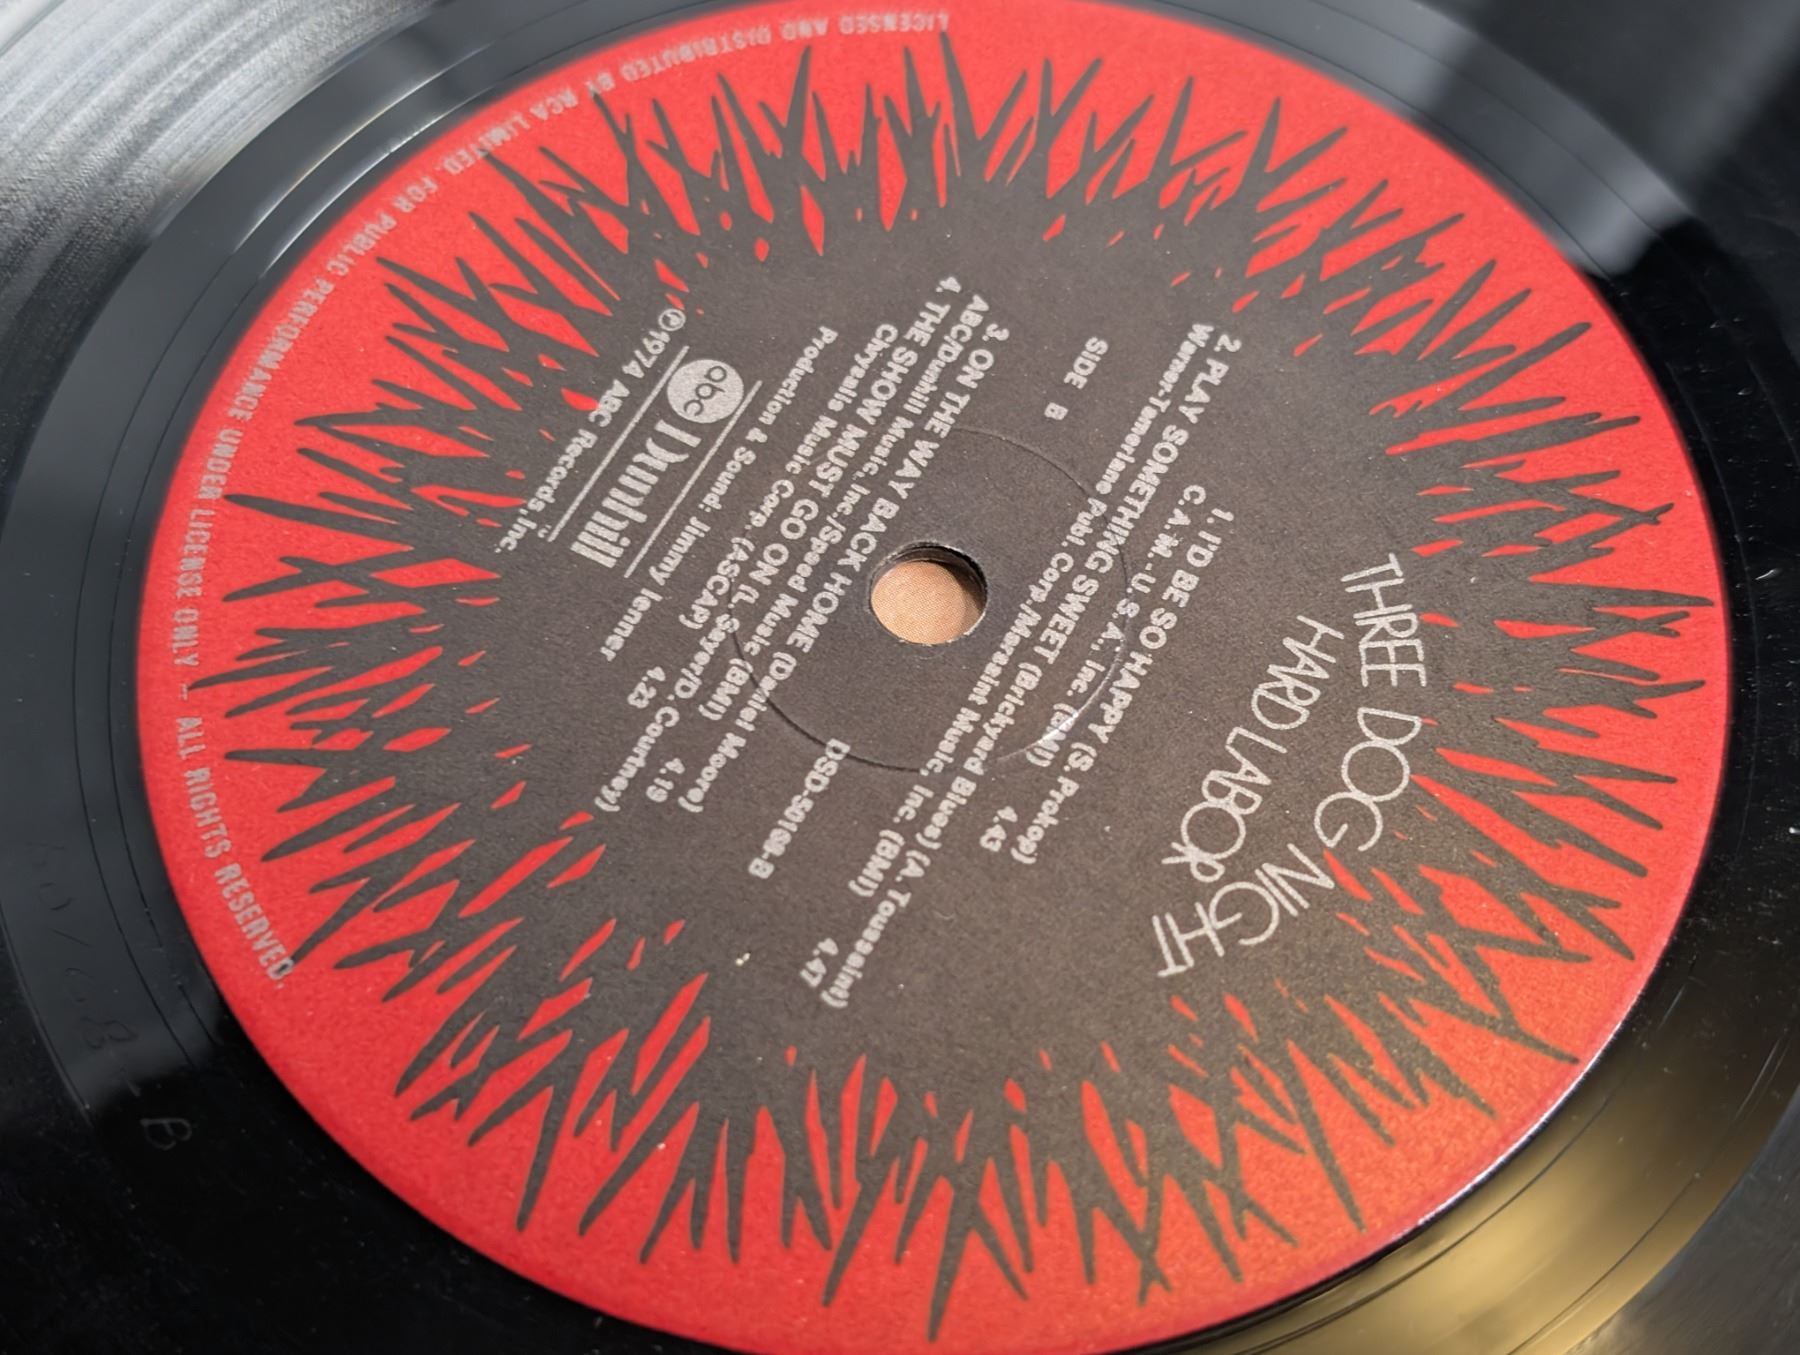 THREE DOG NIGHT
HARD LABOR
1. I'D BE SO HAPPY (S. Prokop)
C.A.M.-U.S.A., Inc. (BMI) 4.43
2. PLAY SOMETHING SWEET (Brickyard Blues) (A. Toussaint)
Warner-Tamerlane Publ. Corp./Marsaint Music, Inc. (BMI) 4.47
SIDE B
DSD-50168-B
3. ON THE WAY BACK HOME (Daniel Moore)
ABC/Dunhill Music, Inc./Speed Music (BMI) 4.19
4. THE SHOW MUST GO ON (L. Sayer/D. Courtney)
Chrysalis Music Corp. (ASCAP) 4.23
Production & Sound: Jimmy Ienner
abc Dunhill
℗1974 ABC Records, Inc.
LICENSED AND DISTRIBUTED BY RCA LIMITED. FOR PUBLIC PERFORMANCE UNDER LICENSE ONLY — ALL RIGHTS RESERVED.